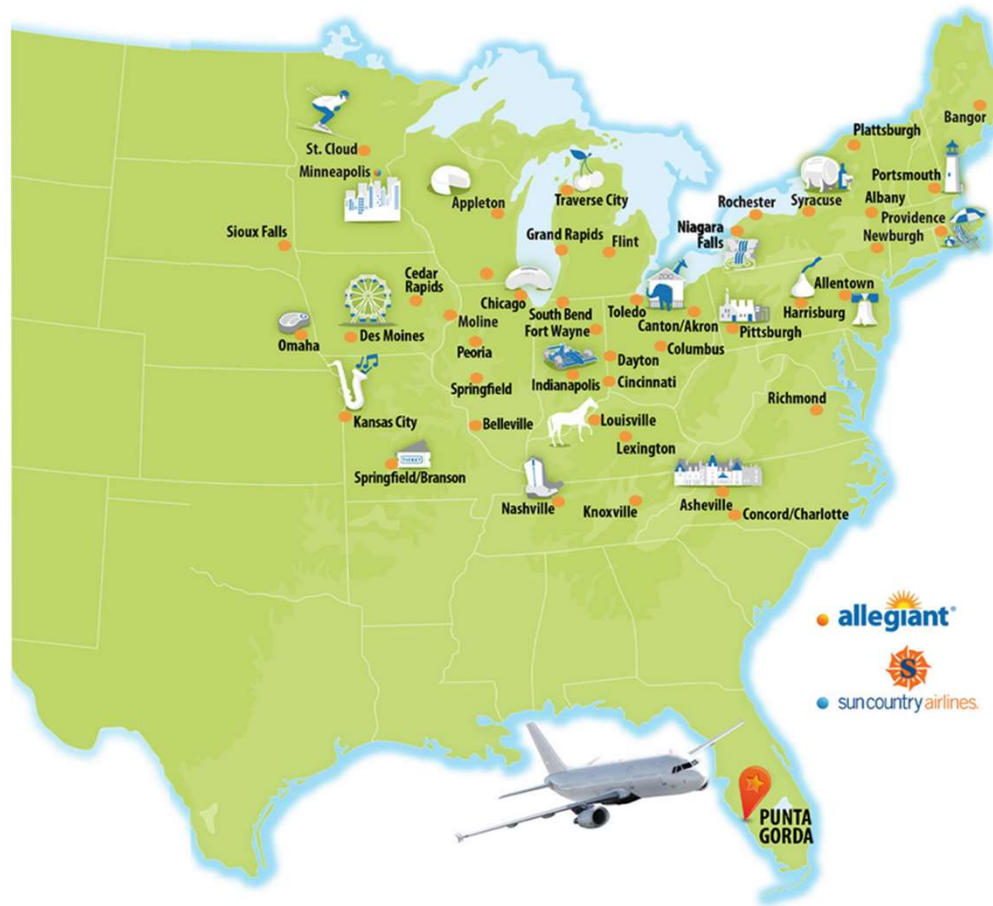 Bangor
Plattsburgh
St. Cloud
Minneapolis
Portsmouth
Appleton
Traverse City
Rochester
Syracuse
Albany
Providence
Sioux Falls
Grand Rapids
Flint
Niagara
Falls
Newburgh
Cedar
Rapids
Chicago
South Bend
Fort Wayne
Toledo
ZOO
Canton/Akron
Allentown
Harrisburg
Pittsburgh
Omaha
Des Moines
Moline
Peoria
Columbus
Dayton
Springfield
Indianapolis
Cincinnati
Richmond
Kansas City
Belleville
Louisville
Lexington
TICKET
Springfield/Branson
Nashville
Knoxville
Asheville
Concord/Charlotte
allegiant®
S
sun country airlines.
PUNTA
GORDA